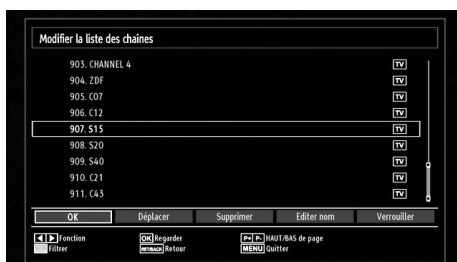 Modifier la liste des chaînes
903. CHANNEL 4 TV
904. ZDF TV
905. C07 TV
906. C12 TV
907. S15 TV
908. S20 TV
909. S40 TV
910. C21 TV
911. C43 TV
OK Déplacer Supprimer Editer nom Verrouiller
Fonction OK Regarder P+ P- HAUT/BAS de page
Filtrer RET/BACK Retour MENU Quitter